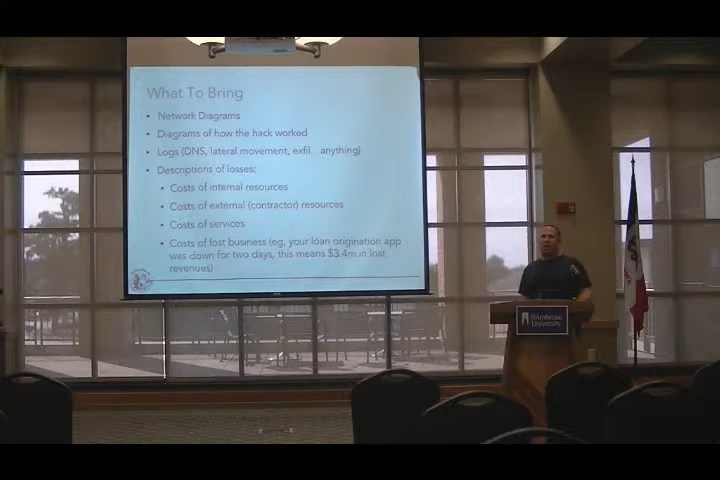 What To Bring
• Network Diagrams
• Diagrams of how the hack worked
• Logs (DNS, lateral movement, exfil... anything)
• Descriptions of losses:
• Costs of internal resources
• Costs of external (contractor) resources
• Costs of services
• Costs of lost business (eg, your loan origination app
was down for two days, this means $3.4m in lost
revenues)
St.Ambrose
University